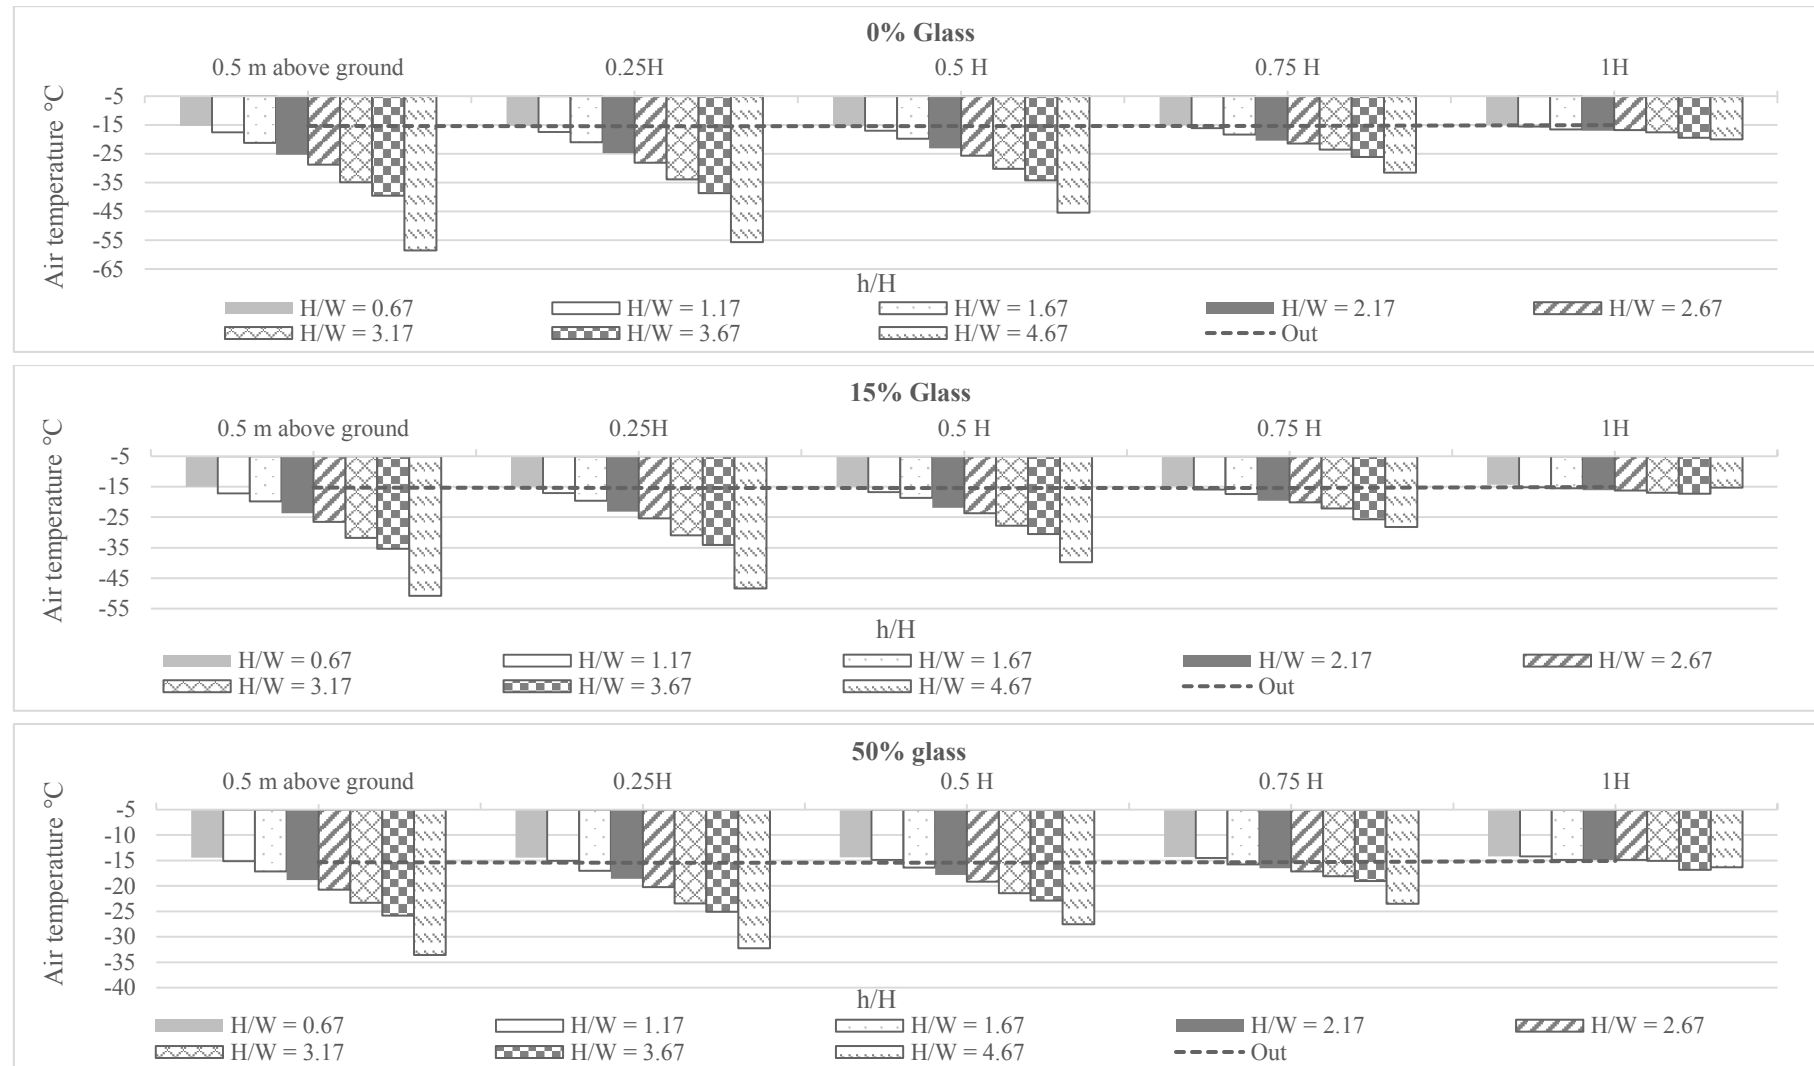 0% Glass
0.5 m above ground 0.25H 0.5 H 0.75 H 1H
Air temperature °C
-5
-15
-25
-35
-45
-55
-65
h/H
H/W = 0.67 H/W = 1.17 H/W = 1.67 H/W = 2.17 H/W = 2.67
H/W = 3.17 H/W = 3.67 H/W = 4.67 Out
15% Glass
0.5 m above ground 0.25H 0.5 H 0.75 H 1H
Air temperature °C
-5
-15
-25
-35
-45
-55
h/H
H/W = 0.67 H/W = 1.17 H/W = 1.67 H/W = 2.17 H/W = 2.67
H/W = 3.17 H/W = 3.67 H/W = 4.67 Out
50% glass
0.5 m above ground 0.25H 0.5 H 0.75 H 1H
Air temperature °C
-5
-10
-15
-20
-25
-30
-35
-40
h/H
H/W = 0.67 H/W = 1.17 H/W = 1.67 H/W = 2.17 H/W = 2.67
H/W = 3.17 H/W = 3.67 H/W = 4.67 Out